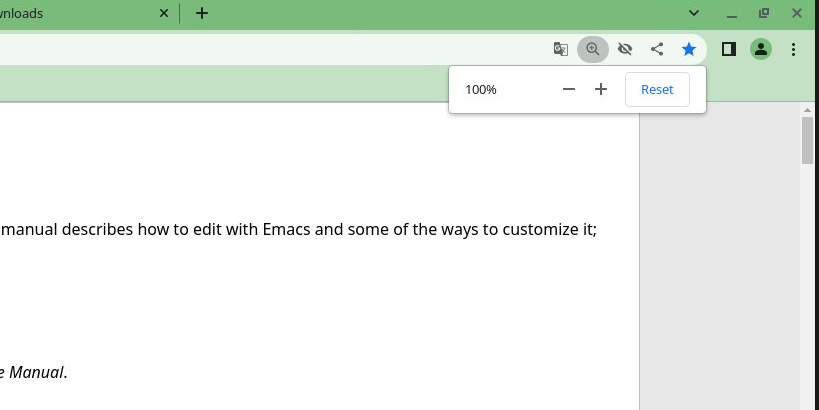 wnloads
100%
Reset
manual describes how to edit with Emacs and some of the ways to customize it;
e Manual.